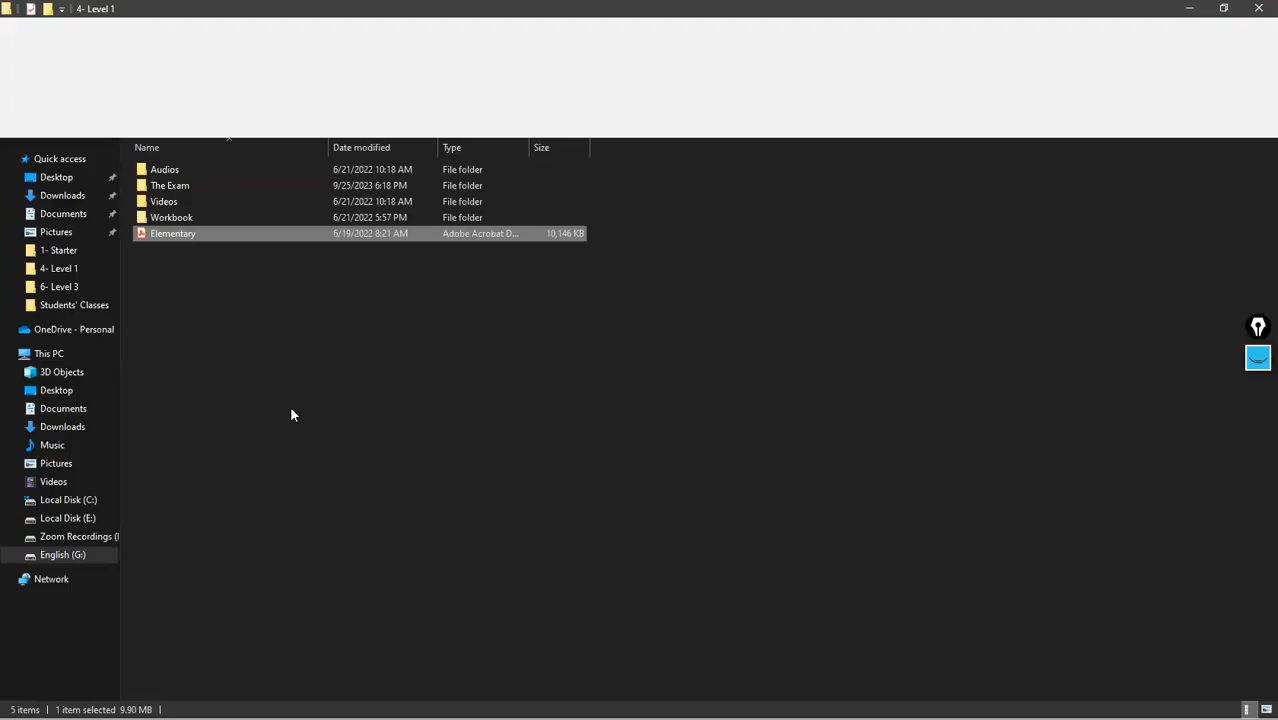 4- Level 1
Name Date modified Type Size
Audios 6/21/2022 10:18 AM File folder
The Exam 9/25/2023 6:18 PM File folder
Videos 6/21/2022 10:18 AM File folder
Workbook 6/21/2022 5:57 PM File folder
Elementary 6/19/2022 8:21 AM Adobe Acrobat D... 10,146 KB
Quick access
Desktop
Downloads
Documents
Pictures
1- Starter
4- Level 1
6- Level 3
Students' Classes
OneDrive - Personal
This PC
3D Objects
Desktop
Documents
Downloads
Music
Pictures
Videos
Local Disk (C:)
Local Disk (E:)
Zoom Recordings (
English (G:)
Network
5 items 1 item selected 9.90 MB